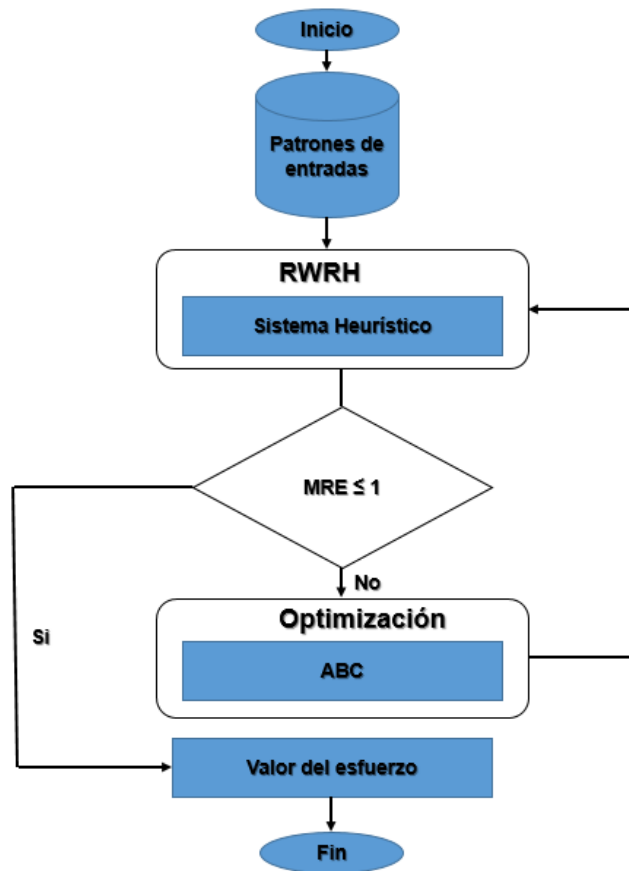 Inicio
Patrones de
entradas
RWRH
Sistema Heurístico
MRE ≤ 1
No
Si
Optimización
ABC
Valor del esfuerzo
Fin